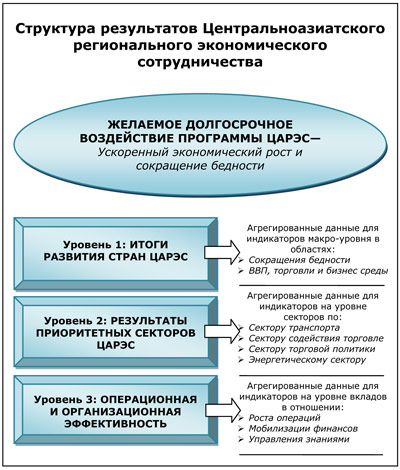 Структура результатов Центральноазиатского
регионального экономического
сотрудничества
ЖЕЛАЕМОЕ ДОЛГОСРОЧНОЕ
ВОЗДЕЙСТВИЕ ПРОГРАММЫ ЦАРЭС—
Ускоренный экономический рост и
сокращение бедности
Уровень 1: ИТОГИ
РАЗВИТИЯ СТРАН ЦАРЭС
Агрегированные данные для
индикаторов макро-уровня в
областях:
➢ Сокращения бедности
➢ ВВП, торговли и бизнес среды
Уровень 2: РЕЗУЛЬТАТЫ
ПРИОРИТЕТНЫХ СЕКТОРОВ
ЦАРЭС
Агрегированные данные для
индикаторов на уровне
секторов по:
➢ Сектору транспорта
➢ Сектору содействия торговле
➢ Сектору торговой политики
➢ Энергетическому сектору
Уровень 3: ОПЕРАЦИОННАЯ
И ОРГАНИЗАЦИОННАЯ
ЭФФЕКТИВНОСТЬ
Агрегированные данные для
индикаторов на уровне вкладов
в отношении:
➢ Роста операций
➢ Мобилизации финансов
➢ Управления знаниями